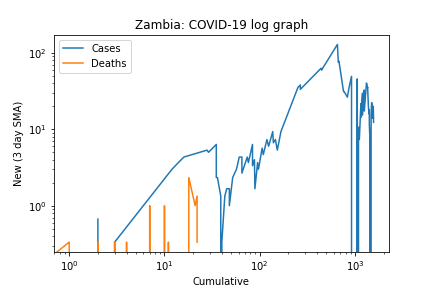 Zambia: COVID-19 log graph
Cases
Deaths
New (3 day SMA)
10²
10¹
10⁰
10⁰ 10¹ 10² 10³
Cumulative